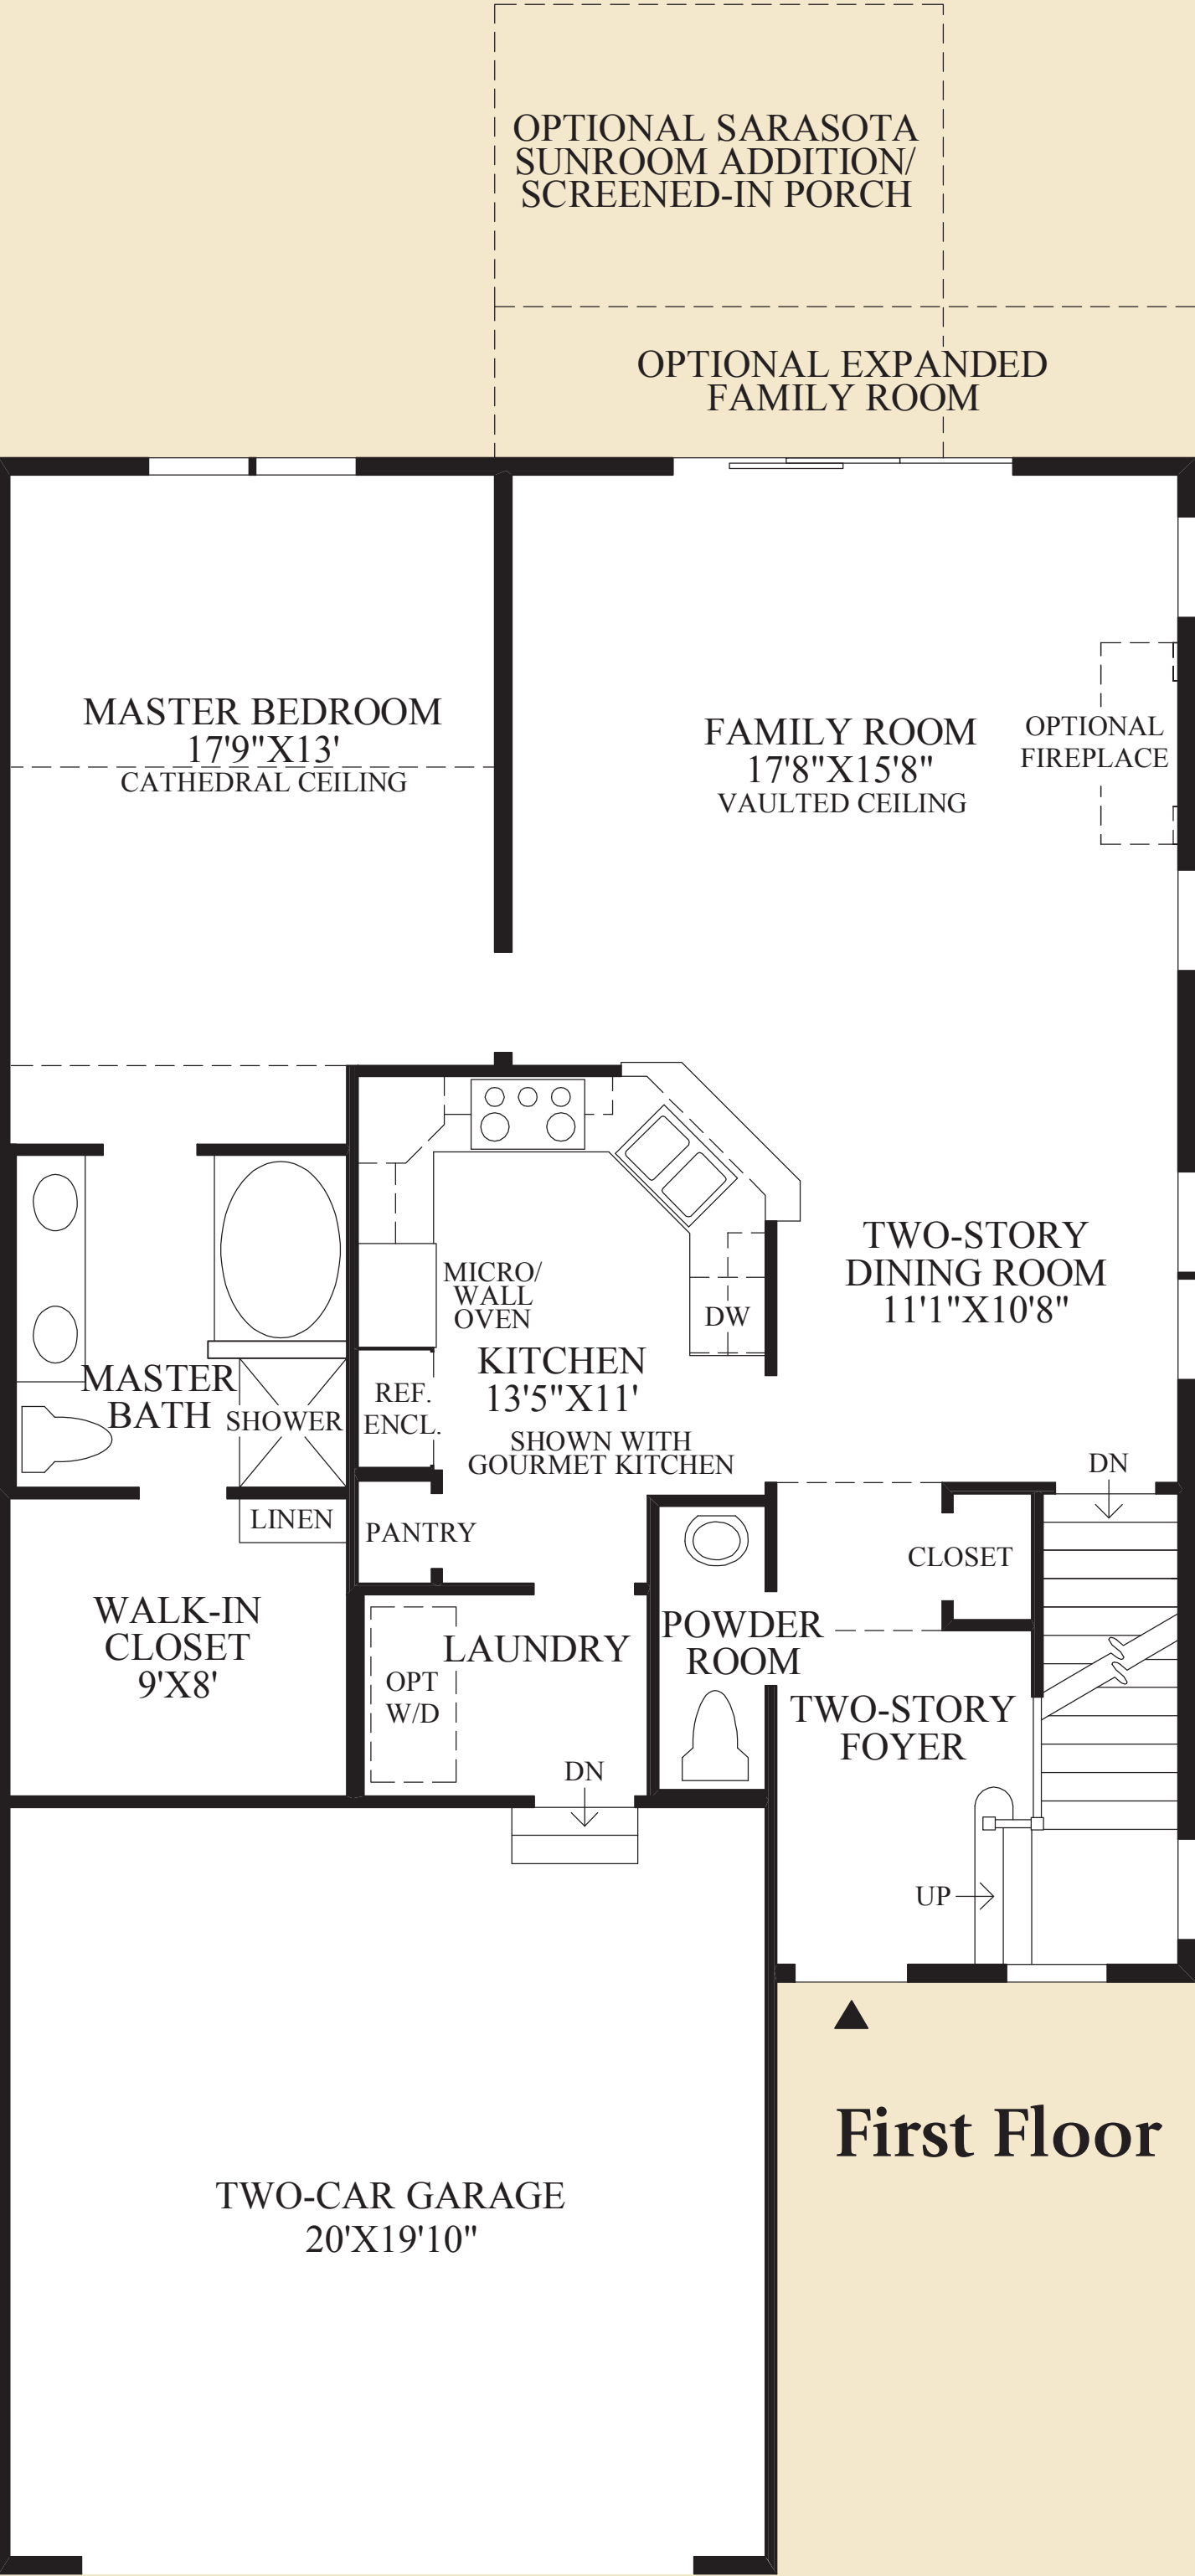 OPTIONAL SARASOTA
SUNROOM ADDITION/
SCREENED-IN PORCH
OPTIONAL EXPANDED
FAMILY ROOM
MASTER BEDROOM
17'9"X13'
CATHEDRAL CEILING
FAMILY ROOM
17'8"X15'8"
VAULTED CEILING
OPTIONAL
FIREPLACE
TWO-STORY
DINING ROOM
11'1"X10'8"
MICRO/
WALL
OVEN
DW
KITCHEN
13'5"X11'
SHOWN WITH
GOURMET KITCHEN
REF.
ENCL.
MASTER
BATH
SHOWER
LINEN
PANTRY
DN
CLOSET
WALK-IN
CLOSET
9'X8'
LAUNDRY
OPT
W/D
POWDER
ROOM
TWO-STORY
FOYER
DN
UP
First Floor
TWO-CAR GARAGE
20'X19'10"